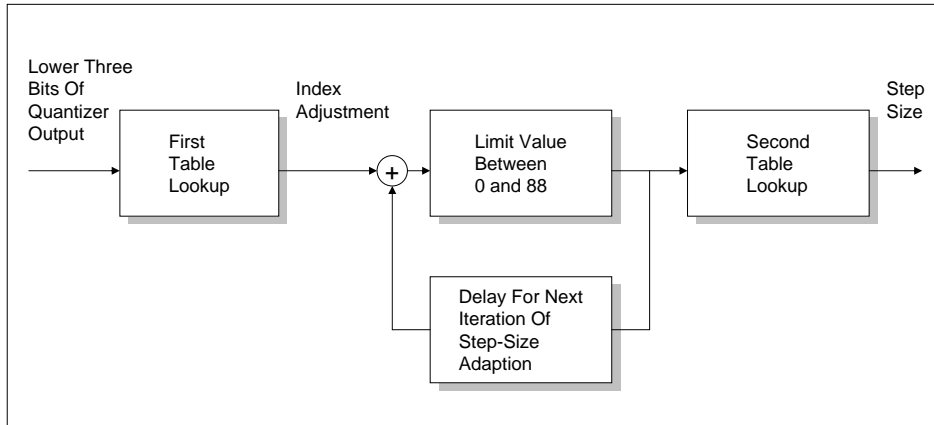 Lower Three
Bits Of
Quantizer
Output
Index
Adjustment
Step
Size
First
Table
Lookup
+
Limit Value
Between
0 and 88
Second
Table
Lookup
Delay For Next
Iteration Of
Step-Size
Adaption